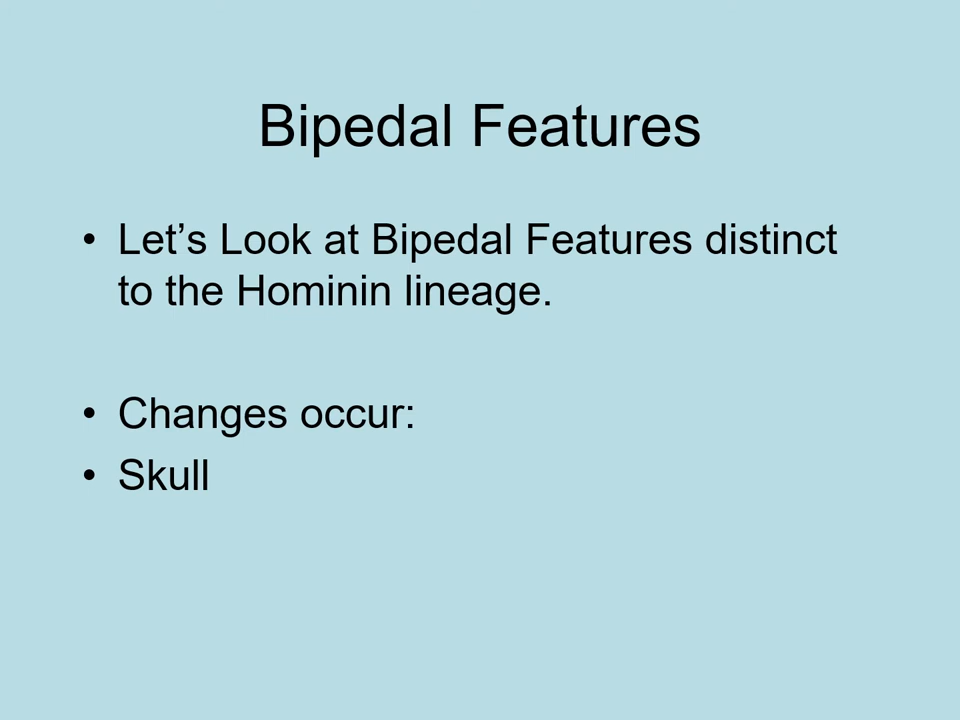 Bipedal Features
• Let’s Look at Bipedal Features distinct
to the Hominin lineage.
• Changes occur:
• Skull